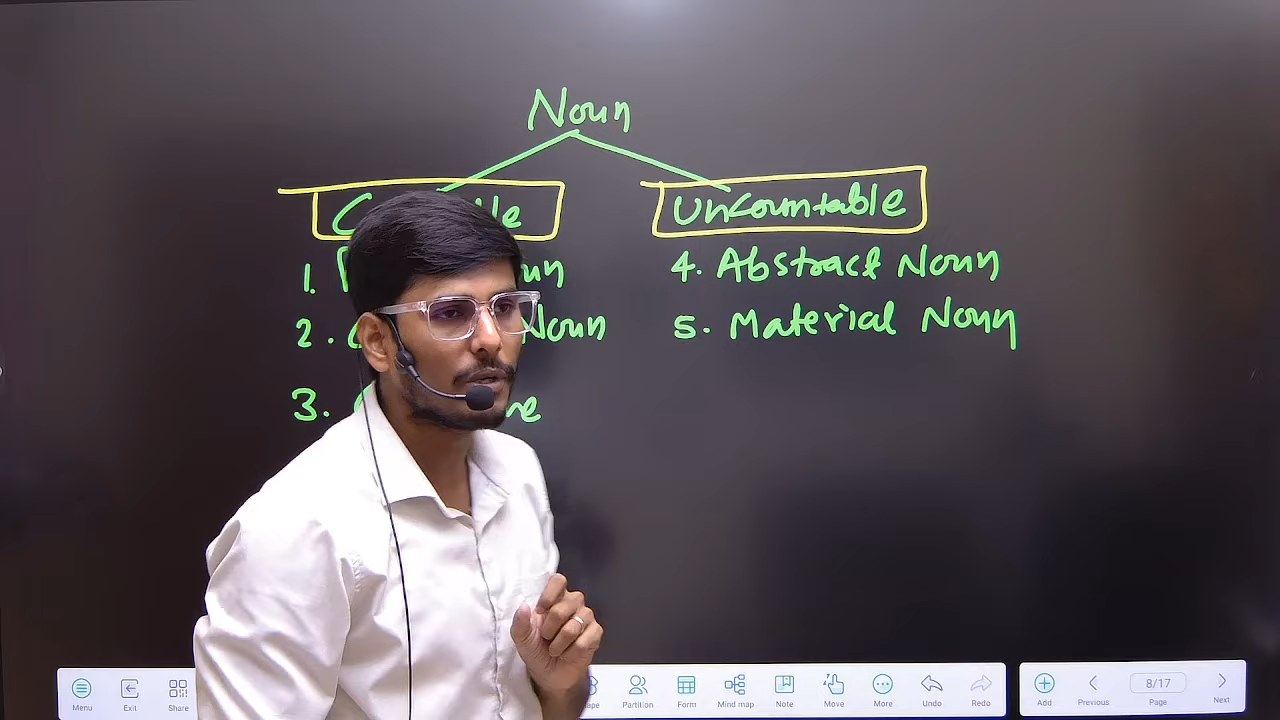 Noun
Uncountable
1.
4. Abstract Noun
2. Noun
5. Material Noun
3.
Menu Exit Share Partition Form Mind map Note Move More Undo Redo Add Previous 8/17 Page Next